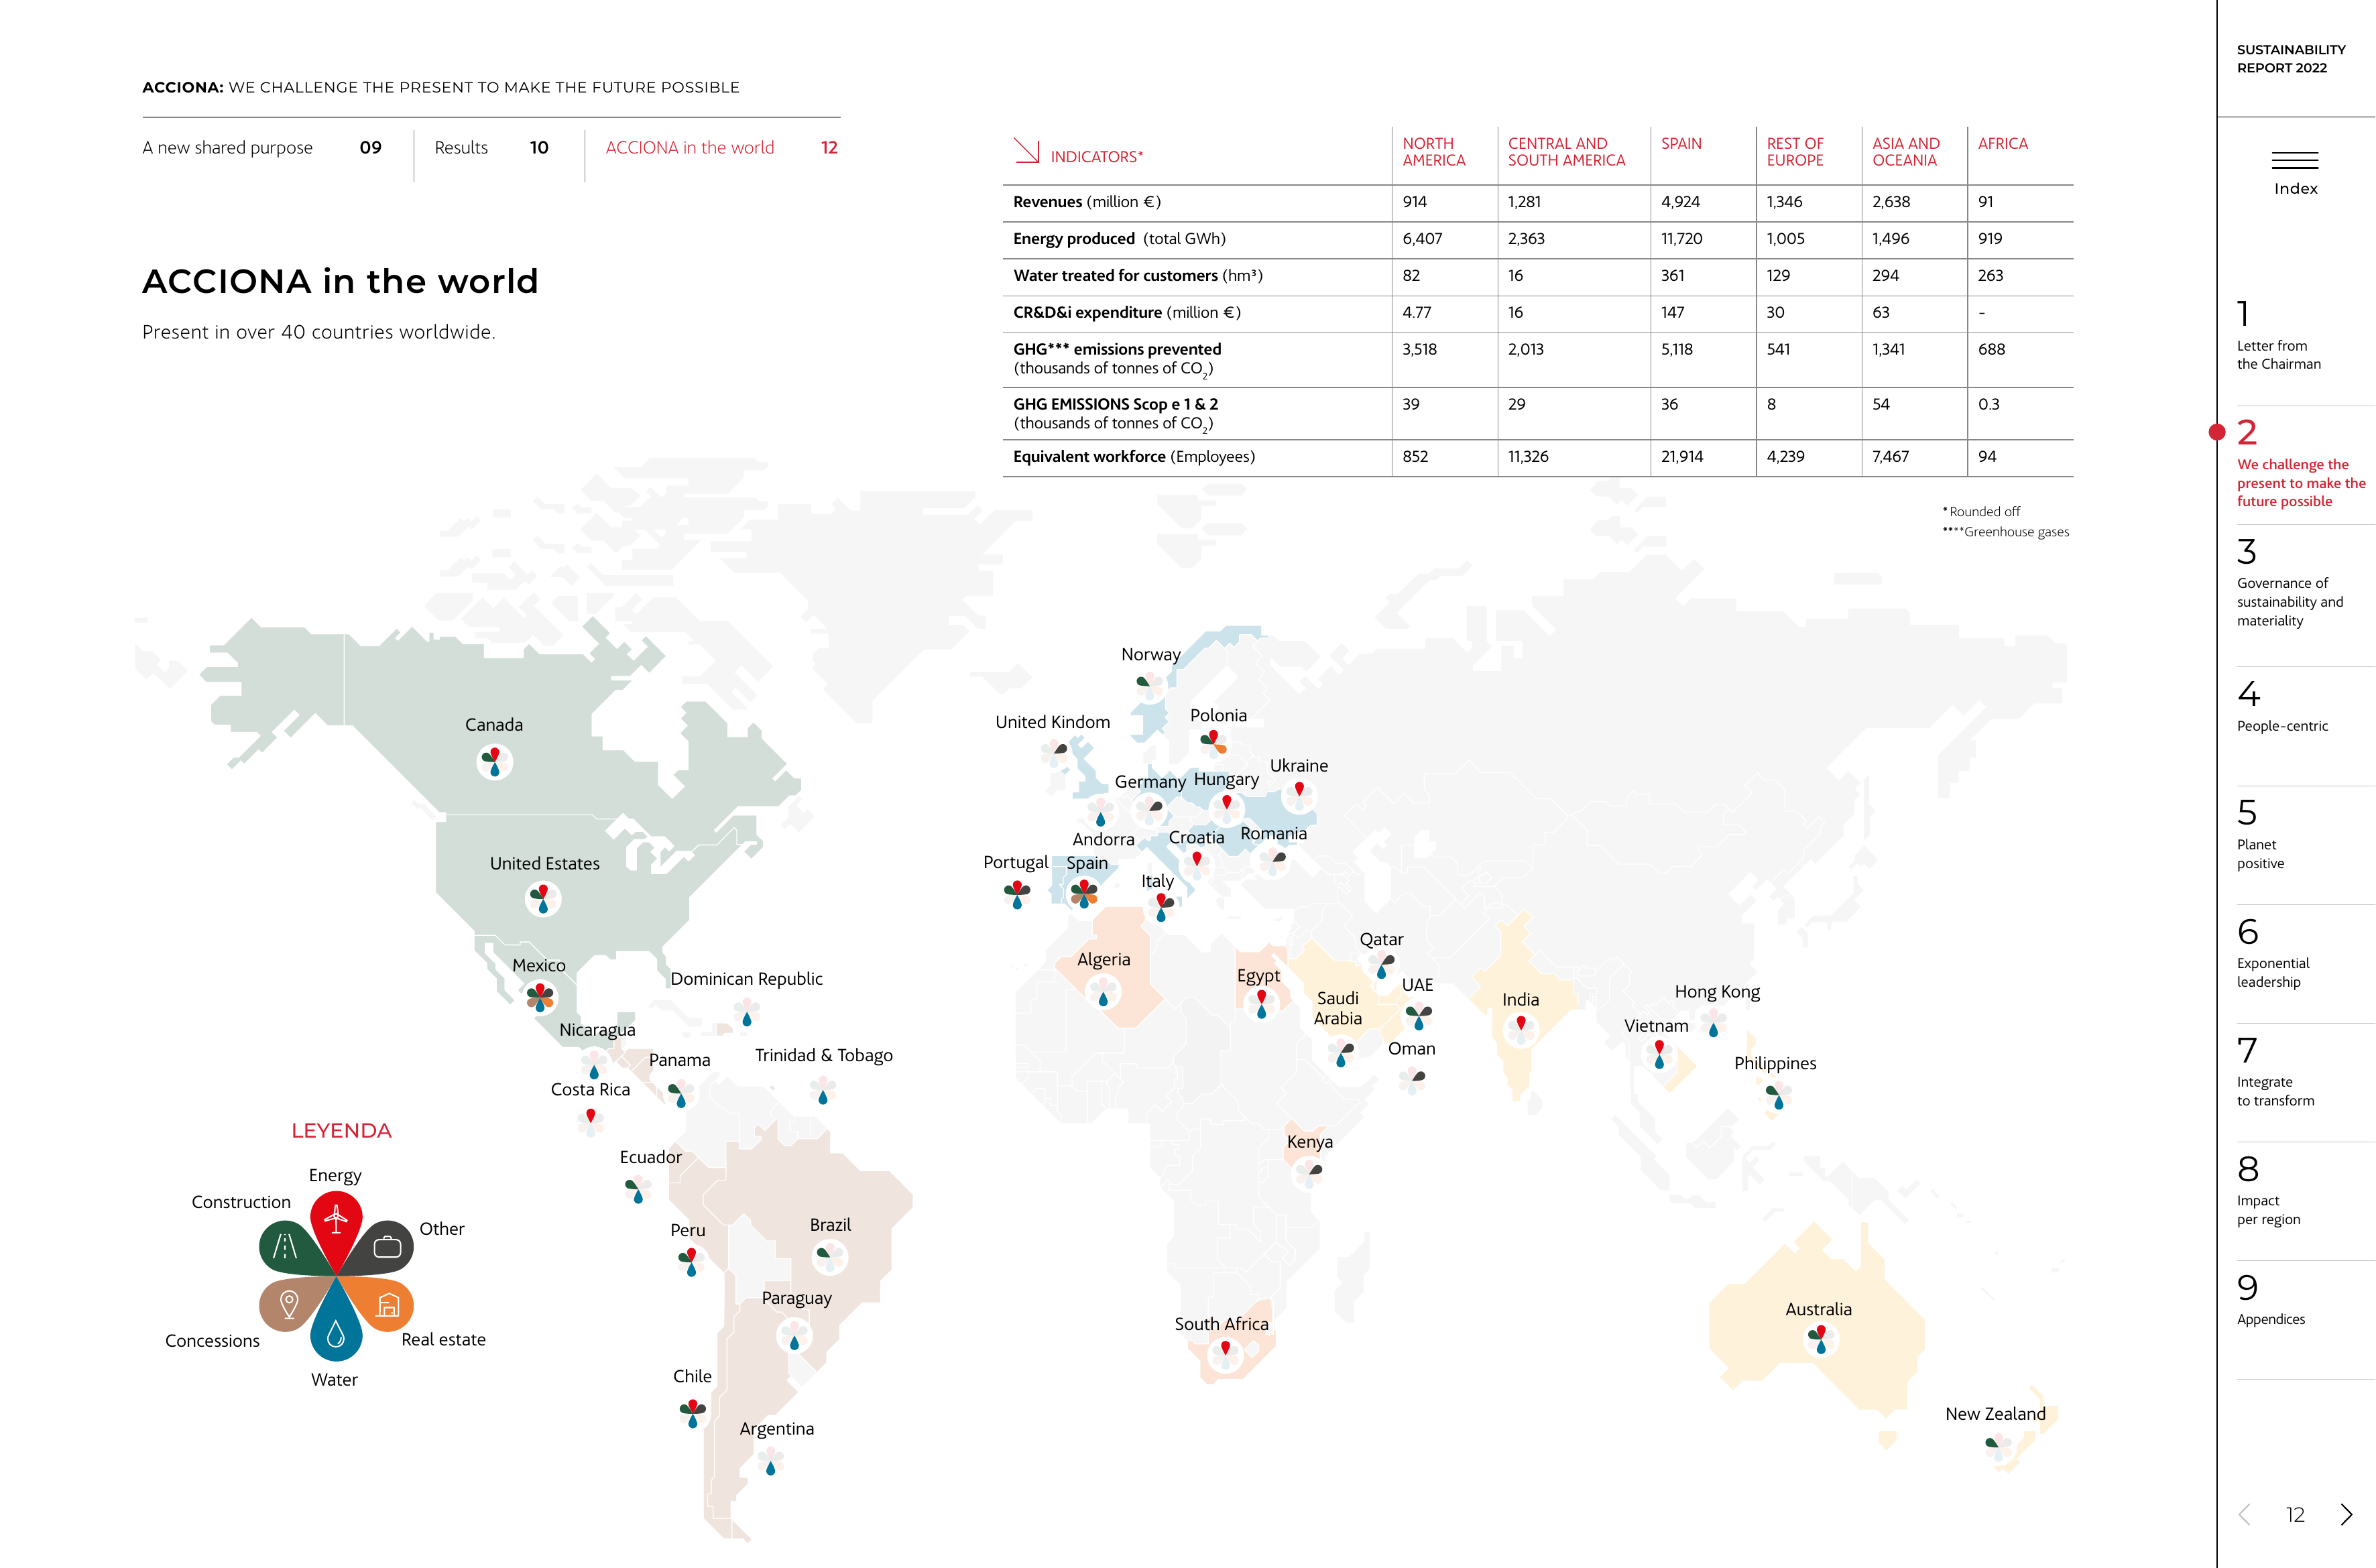 ACCIONA: WE CHALLENGE THE PRESENT TO MAKE THE FUTURE POSSIBLE
A new shared purpose 09
Results 10
ACCIONA in the world 12
ACCIONA in the world
Present in over 40 countries worldwide.
INDICATORS* NORTH AMERICA CENTRAL AND SOUTH AMERICA SPAIN REST OF EUROPE ASIA AND OCEANIA AFRICA
Revenues (million €) 914 1,281 4,924 1,346 2,638 91
Energy produced (total GWh) 6,407 2,363 11,720 1,005 1,496 919
Water treated for customers (hm³) 82 16 361 129 294 263
CR&D&i expenditure (million €) 4.77 16 147 30 63 -
GHG*** emissions prevented 3,518 2,013 5,118 541 1,341 688
(thousands of tonnes of CO2)
GHG EMISSIONS Scop e 1 & 2 39 29 36 8 54 0.3
(thousands of tonnes of CO2)
Equivalent workforce (Employees) 852 11,326 21,914 4,239 7,467 94
* Rounded off
****Greenhouse gases
Canada
United States
Mexico
Dominican Republic
Nicaragua
Panama
Trinidad & Tobago
Costa Rica
Ecuador
Peru
Brazil
Paraguay
Chile
Argentina
Norway
United Kindom
Polonia
Germany
Hungary
Ukraine
Andorra
Croatia
Romania
Portugal
Spain
Italy
Algeria
Egypt
Qatar
Saudi
Arabia
UAE
Oman
India
Hong Kong
Vietnam
Philippines
Kenya
South Africa
Australia
New Zealand
LEYENDA
Energy
Construction
Other
Concessions
Real estate
Water
SUSTAINABILITY
REPORT 2022
Index
1
Letter from
the Chairman
2
We challenge the
present to make the
future possible
3
Governance of
sustainability and
materiality
4
People-centric
5
Planet
positive
6
Exponential
leadership
7
Integrate
to transform
8
Impact
per region
9
Appendices
12